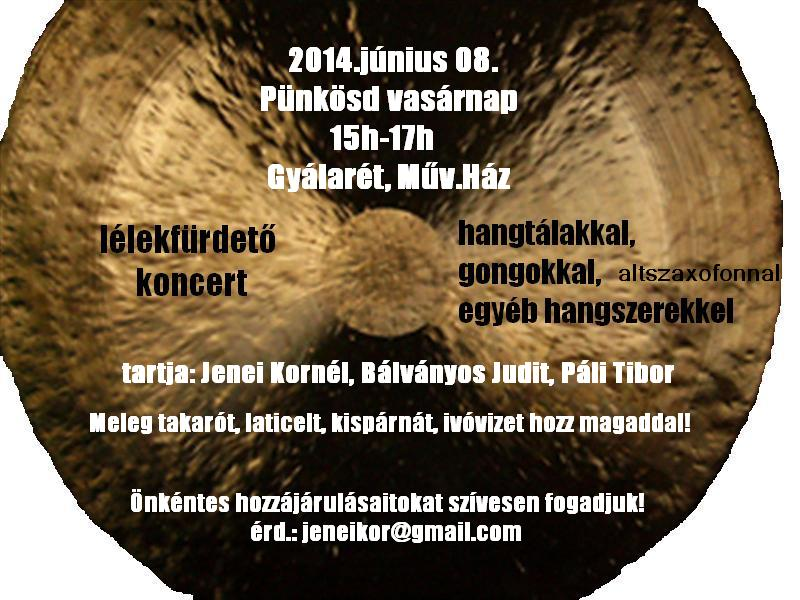 2014.június 08.
Pünkösd vasárnap
15h-17h
Gyálarét, Műv.Ház
lélekfürdető
koncert
hangtálakkal,
gongokkal, altszaxofonnal
egyéb hangszerekkel
tartja: Jenei Kornél, Bálványos Judit, Páli Tibor
Meleg takarót, laticelt, kispárnát, ivóvizet hozz magaddal!
Önkéntes hozzájárulásaitokat szívesen fogadjuk!
érd.: jeneikor@gmail.com